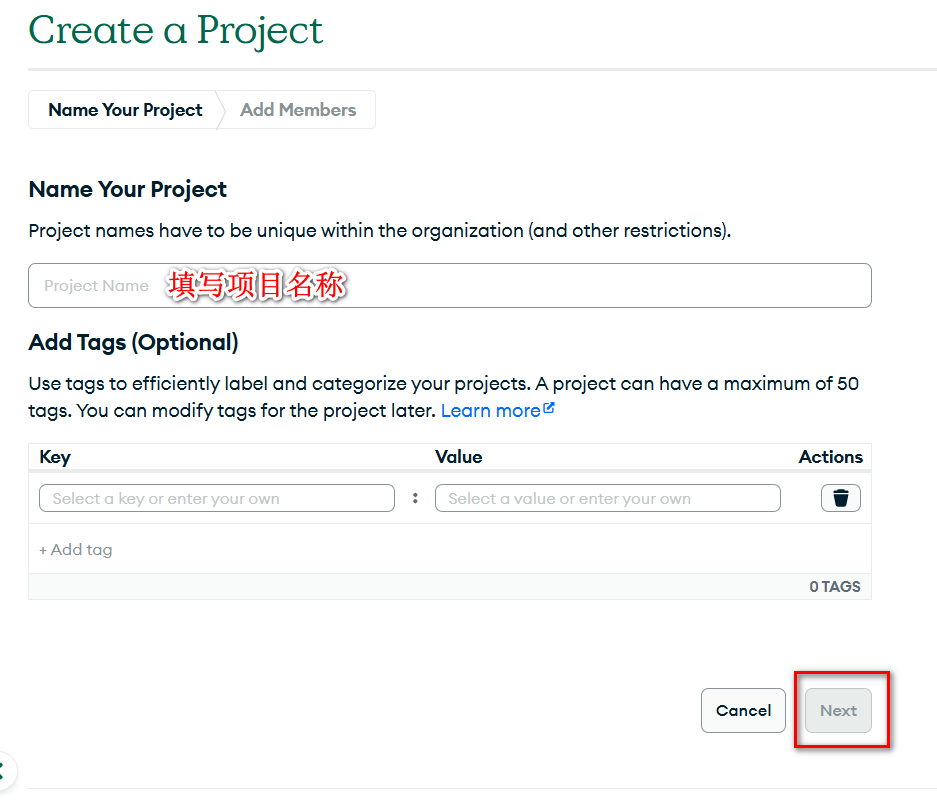 Create a Project
Name Your Project
Add Members
Name Your Project
Project names have to be unique within the organization (and other restrictions).
Project Name
填写项目名称
Add Tags (Optional)
Use tags to efficiently label and categorize your projects. A project can have a maximum of 50
tags. You can modify tags for the project later. Learn more
Key Value Actions
Select a key or enter your own : Select a value or enter your own
+ Add tag
0 TAGS
Cancel
Next